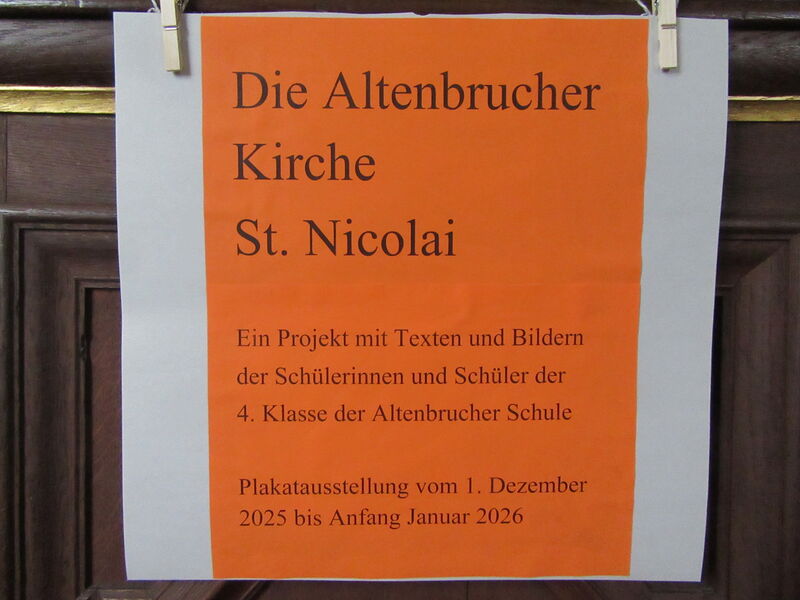 Die Altenbrucher
Kirche
St. Nicolai
Ein Projekt mit Texten und Bildern
der Schülerinnen und Schüler der
4. Klasse der Altenbrucher Schule
Plakatausstellung vom 1. Dezember
2025 bis Anfang Januar 2026